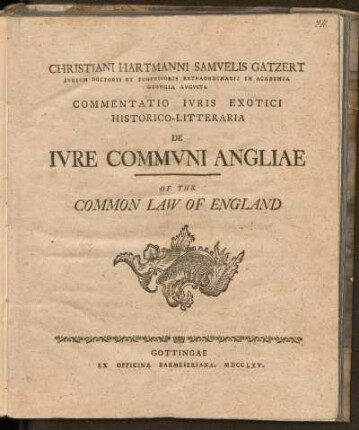 CHRISTIANI HARTMANNI SAMVELIS GATZERT
IVRIVM DOCTORIS ET PROFESSORIS EXTRAORDINARII IN ACADEMIA
GEORGIA AVGVSTA
COMMENTATIO IVRIS EXOTICI
HISTORICO-LITTERARIA
DE
IVRE COMMVNI ANGLIAE
OF THE
COMMON LAW OF ENGLAND
GOTTINGAE
EX OFFICINA BARMEIERIANA. MDCCLXV.